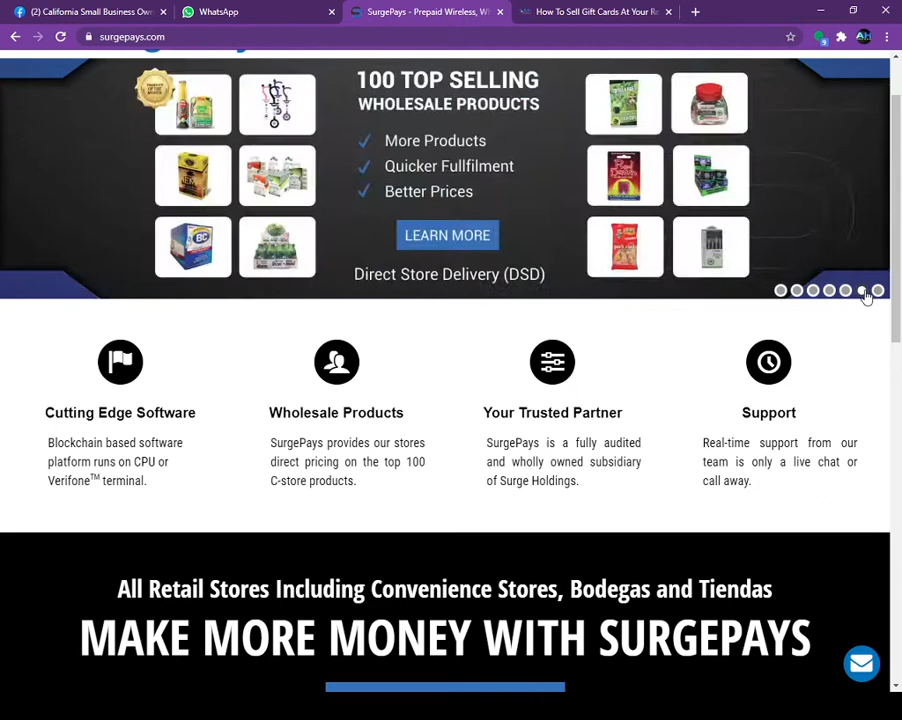 (2) California Small Business Own
WhatsApp
SurgePays - Prepaid Wireless, W
How To Sell Gift Cards At Your Re
surgepays.com
100 TOP SELLING
WHOLESALE PRODUCTS
More Products
Quicker Fullfilment
Better Prices
LEARN MORE
Direct Store Delivery (DSD)
BC
Cutting Edge Software
Blockchain based software
platform runs on CPU or
Verifone™ terminal.
Wholesale Products
SurgePays provides our stores
direct pricing on the top 100
C-store products.
Your Trusted Partner
SurgePays is a fully audited
and wholly owned subsidiary
of Surge Holdings.
Support
Real-time support from our
team is only a live chat or
call away.
All Retail Stores Including Convenience Stores, Bodegas and Tiendas
MAKE MORE MONEY WITH SURGEPAYS